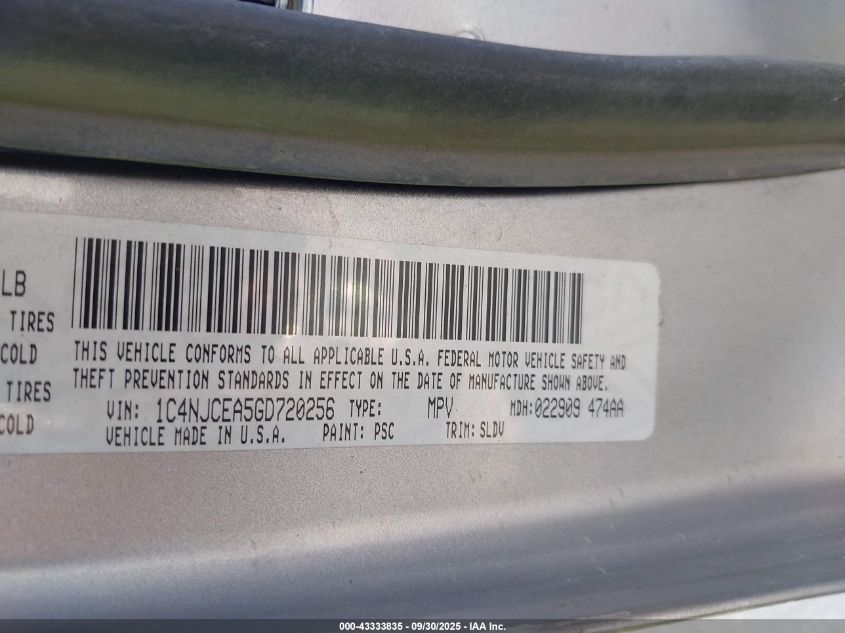 LB
TIRES
COLD
TIRES
COLD
THIS VEHICLE CONFORMS TO ALL APPLICABLE U.S.A. FEDERAL MOTOR VEHICLE SAFETY AND
THEFT PREVENTION STANDARDS IN EFFECT ON THE DATE OF MANUFACTURE SHOWN ABOVE.
VIN: 1C4NJCEA5GD720256 TYPE: MPV MDH:022909 474AA
VEHICLE MADE IN U.S.A. PAINT: PSC TRIM: SLDV
000-43333835 - 09/30/2025 - IAA Inc.